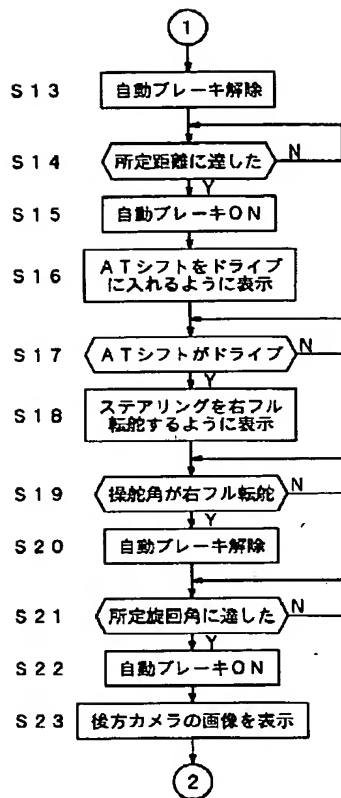 1
S13 自動ブレーキ解除
S14 所定距離に達した N
Y
S15 自動ブレーキON
S16 ATシフトをドライブ
に入れるように表示
S17 ATシフトがドライブ N
Y
S18 ステアリングを右フル
転舵するように表示
S19 操舵角が右フル転舵 N
Y
S20 自動ブレーキ解除
S21 所定旋回角に達した N
Y
S22 自動ブレーキON
S23 後方カメラの画像を表示
2